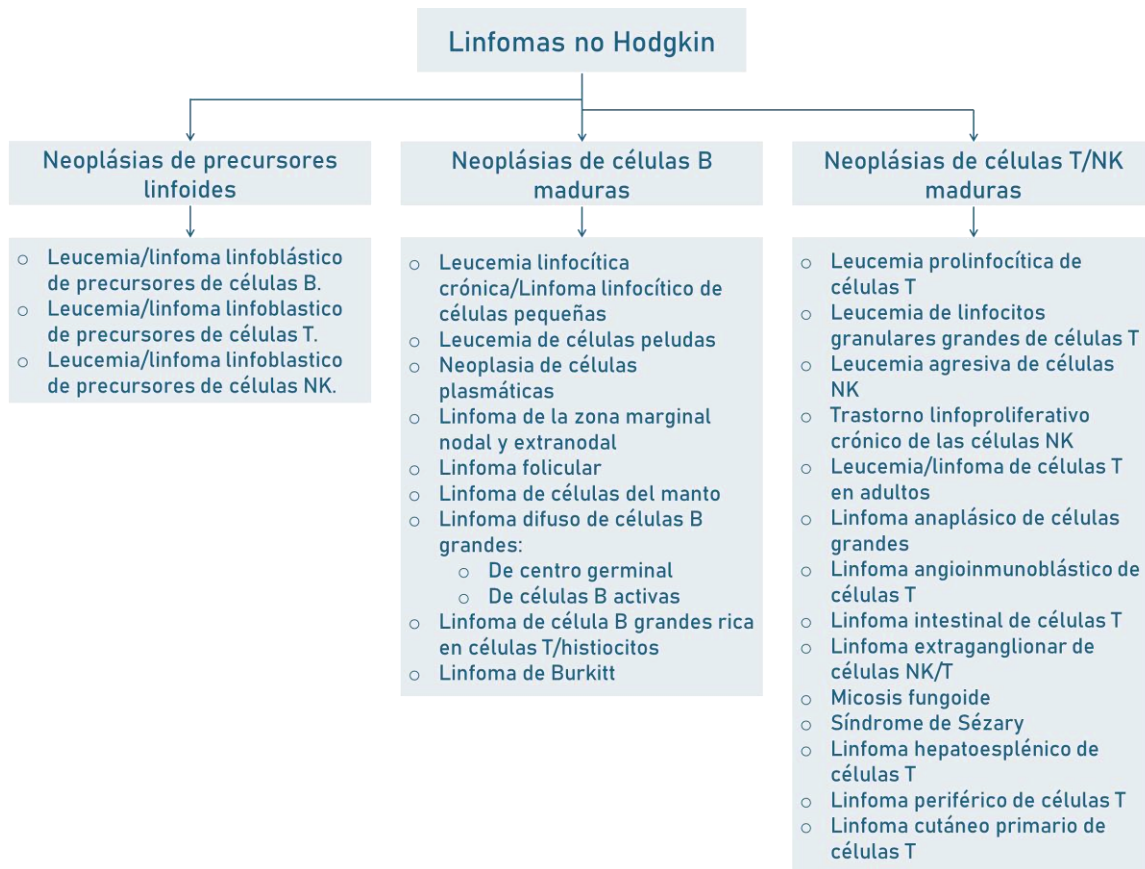 Linfomas no Hodgkin
Neoplásias de precursores
linfoides
○ Leucemia/linfoma linfoblástico
de precursores de células B.
○ Leucemia/linfoma linfoblastico
de precursores de células T.
○ Leucemia/linfoma linfoblastico
de precursores de células NK.
Neoplásias de células B
maduras
○ Leucemia linfocítica
crónica/Linfoma linfocítico de
células pequeñas
○ Leucemia de células peludas
○ Neoplasia de células
plasmáticas
○ Linfoma de la zona marginal
nodal y extranodal
○ Linfoma folicular
○ Linfoma de células del manto
○ Linfoma difuso de células B
grandes:
○ De centro germinal
○ De células B activas
○ Linfoma de célula B grandes rica
en células T/histiocitos
○ Linfoma de Burkitt
Neoplásias de células T/NK
maduras
○ Leucemia prolinfocítica de
células T
○ Leucemia de linfocitos
granulares grandes de células T
○ Leucemia agresiva de células
NK
○ Trastorno linfoproliferativo
crónico de las células NK
○ Leucemia/linfoma de células T
en adultos
○ Linfoma anaplásico de células
grandes
○ Linfoma angioinmunoblástico de
células T
○ Linfoma intestinal de células T
○ Linfoma extraganglionar de
células NK/T
○ Micosis fungoide
○ Síndrome de Sézary
○ Linfoma hepatoesplénico de
células T
○ Linfoma periférico de células T
○ Linfoma cutáneo primario de
células T